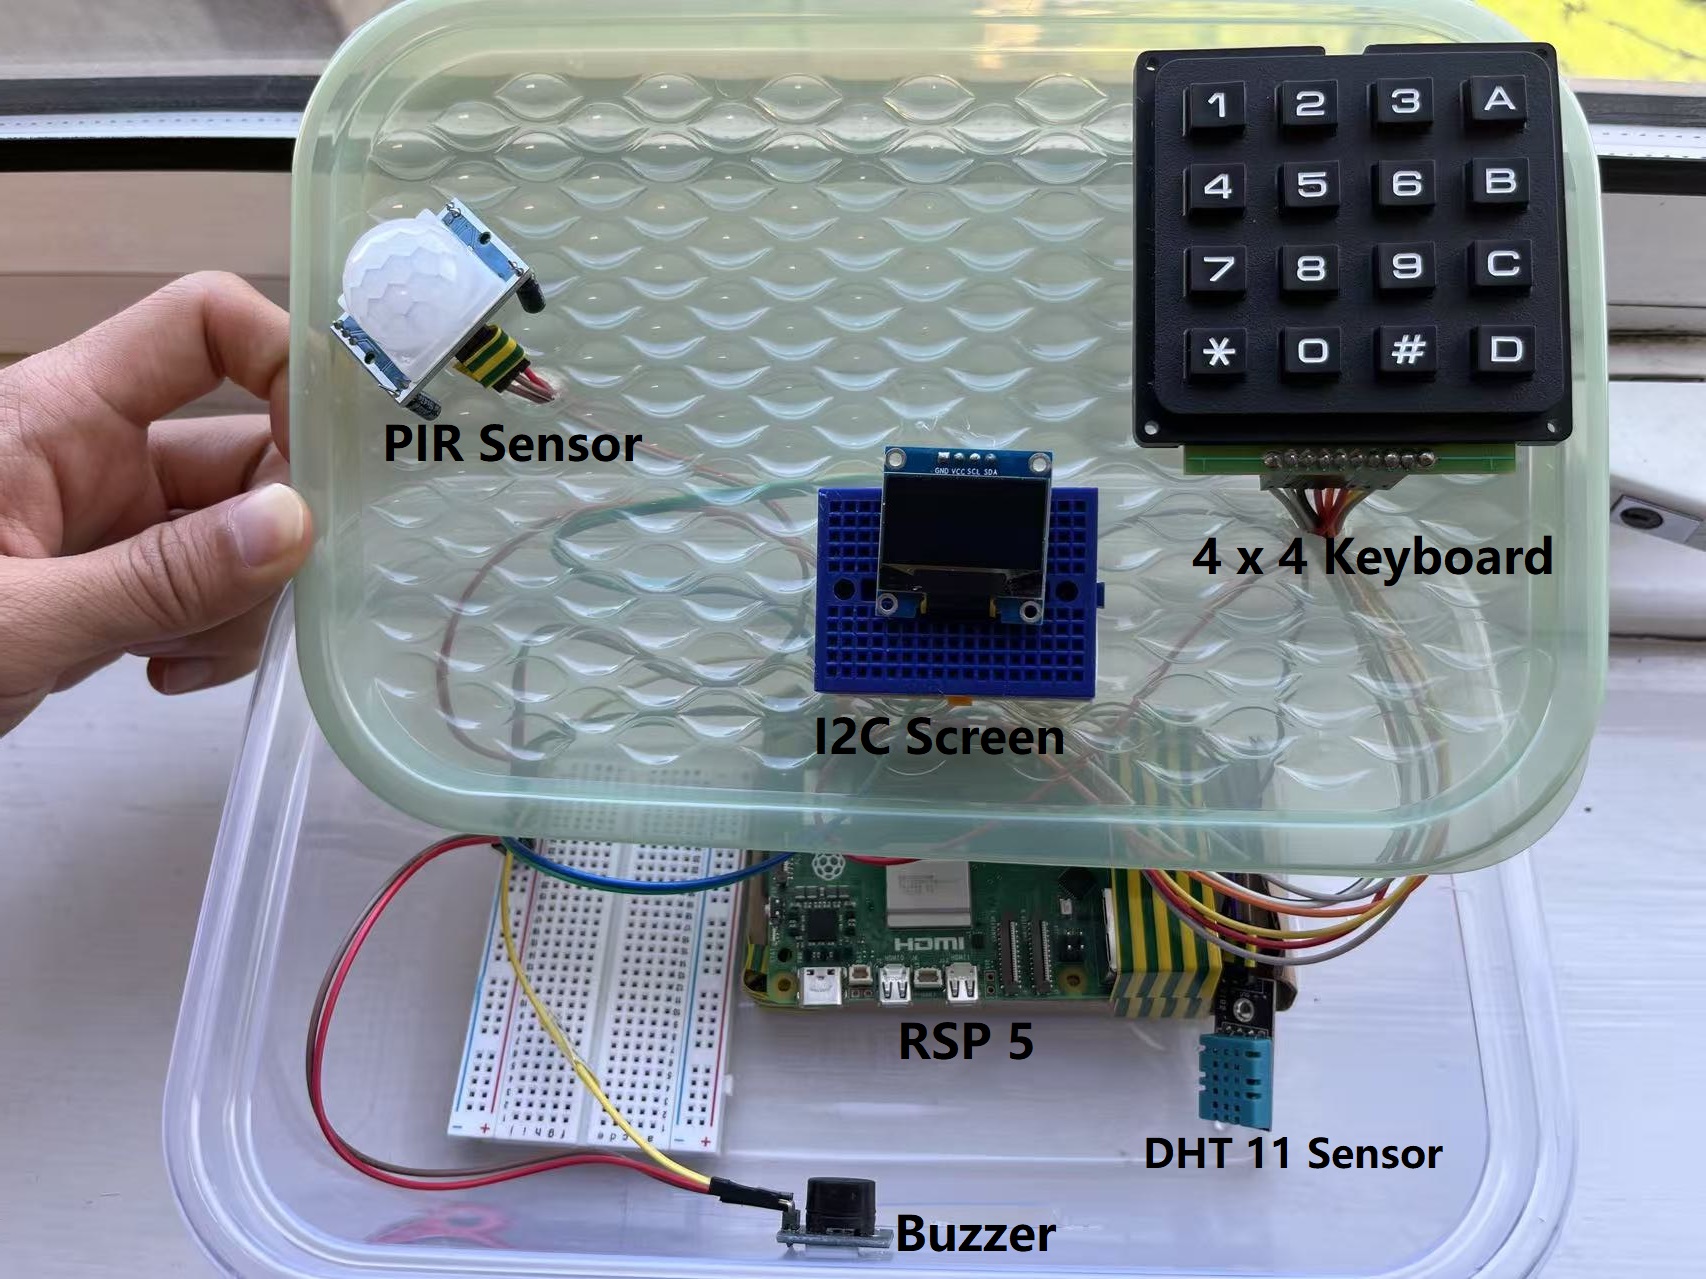 1 2 3 A
4 5 6 B
7 8 9 C
* 0 # D
PIR Sensor
GND VCC SCL SDA
4 x 4 Keyboard
I2C Screen
HDMI
RSP 5
DHT 11 Sensor
- + j i h g f e d c b a - +
Buzzer